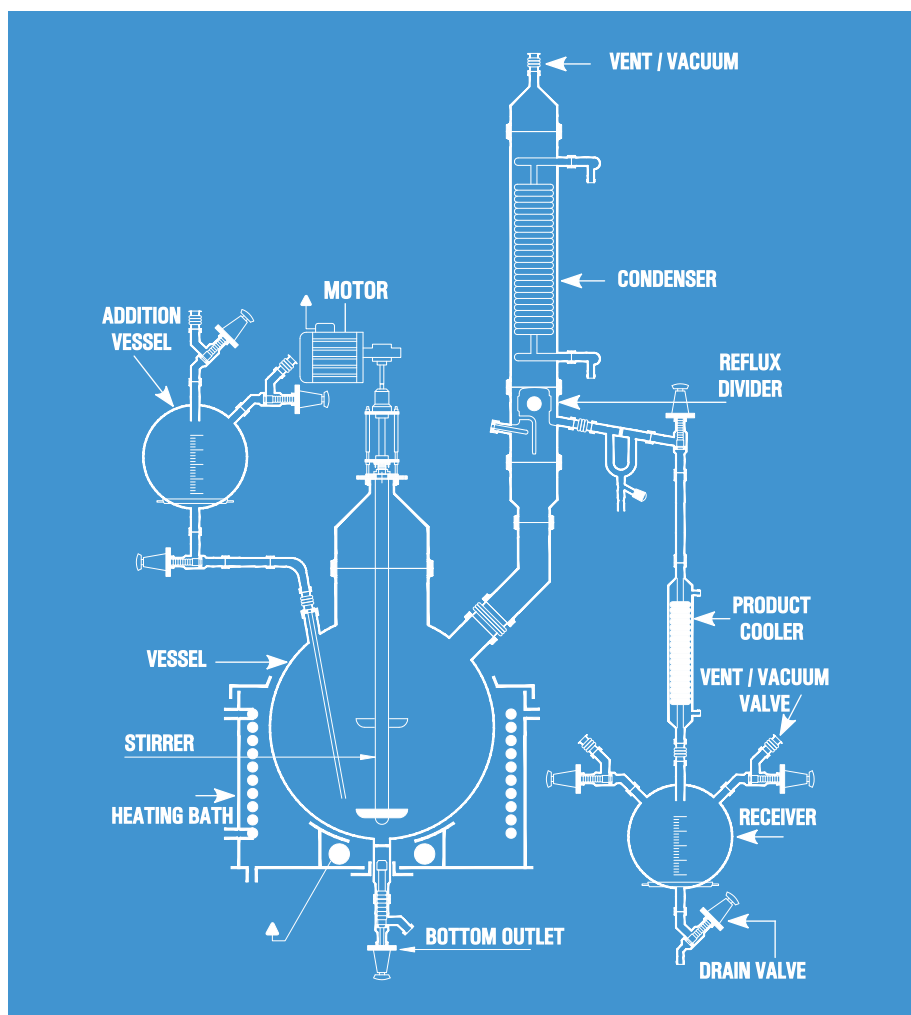 VENT / VACUUM
CONDENSER
MOTOR
ADDITION
VESSEL
REFLUX
DIVIDER
PRODUCT
COOLER
VESSEL
VENT / VACUUM
VALVE
STIRRER
HEATING BATH
RECEIVER
BOTTOM OUTLET
DRAIN VALVE